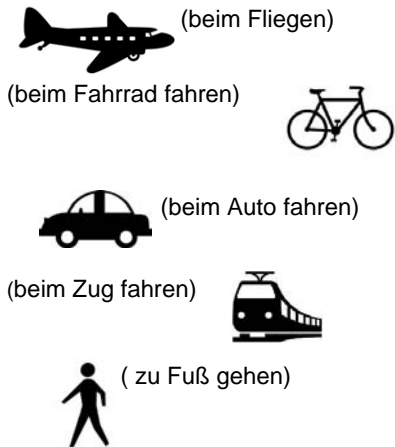 (beim Fliegen)
(beim Fahrrad fahren)
(beim Auto fahren)
(beim Zug fahren)
( zu Fuß gehen)